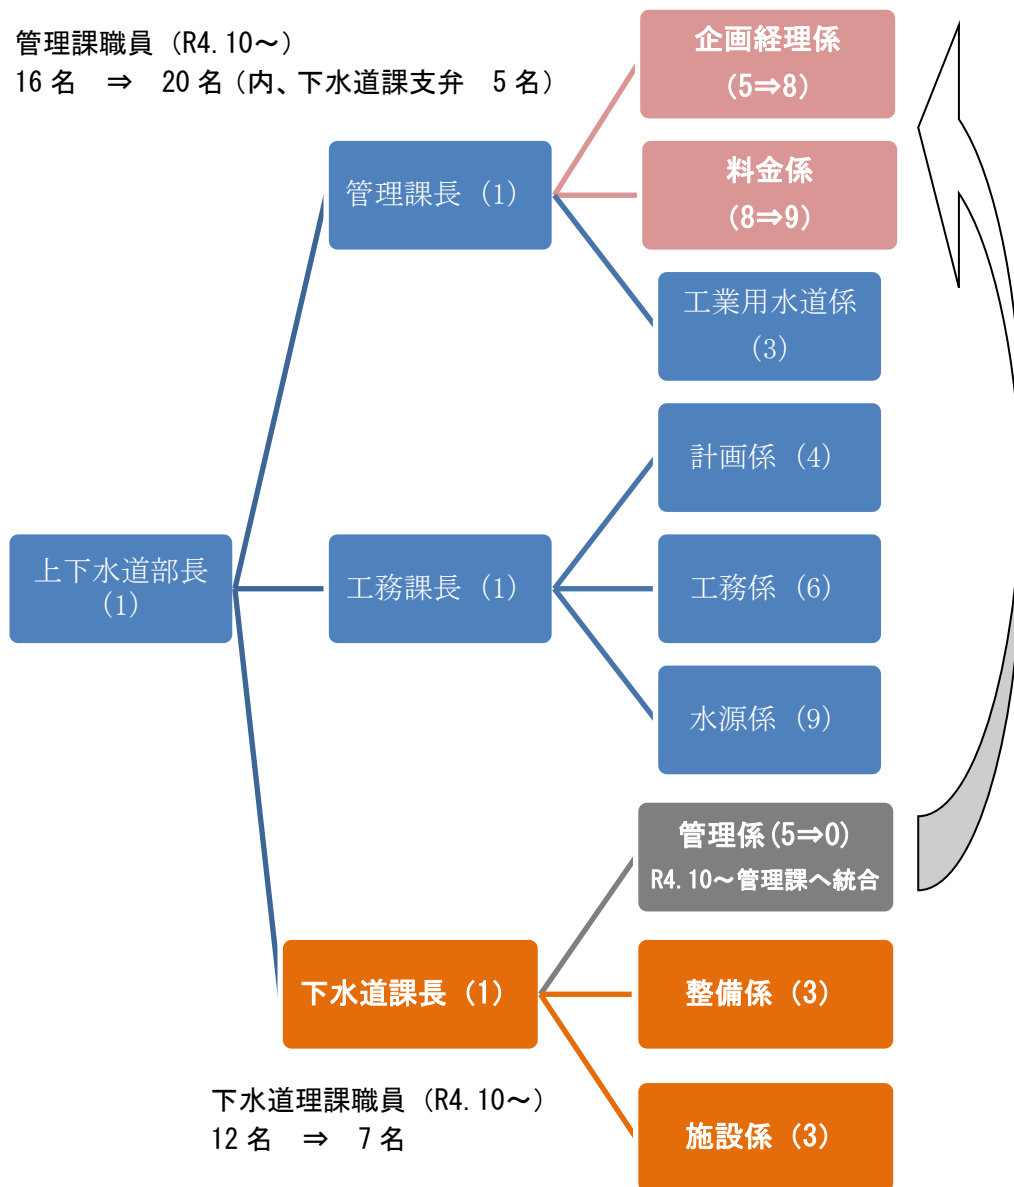 管理課職員（R4.10～）
16名　⇒　20名（内、下水道課支弁　5名）
企画経理係
(5⇒8)
管理課長（1）
料金係
(8⇒9)
工業用水道係
（3）
計画係（4）
上下水道部長
（1）
工務課長（1）
工務係（6）
水源係（9）
管理係(5⇒0)
R4.10～管理課へ統合
下水道課長（1）
整備係（3）
下水道理課職員（R4.10～）
12名　⇒　7名
施設係（3）